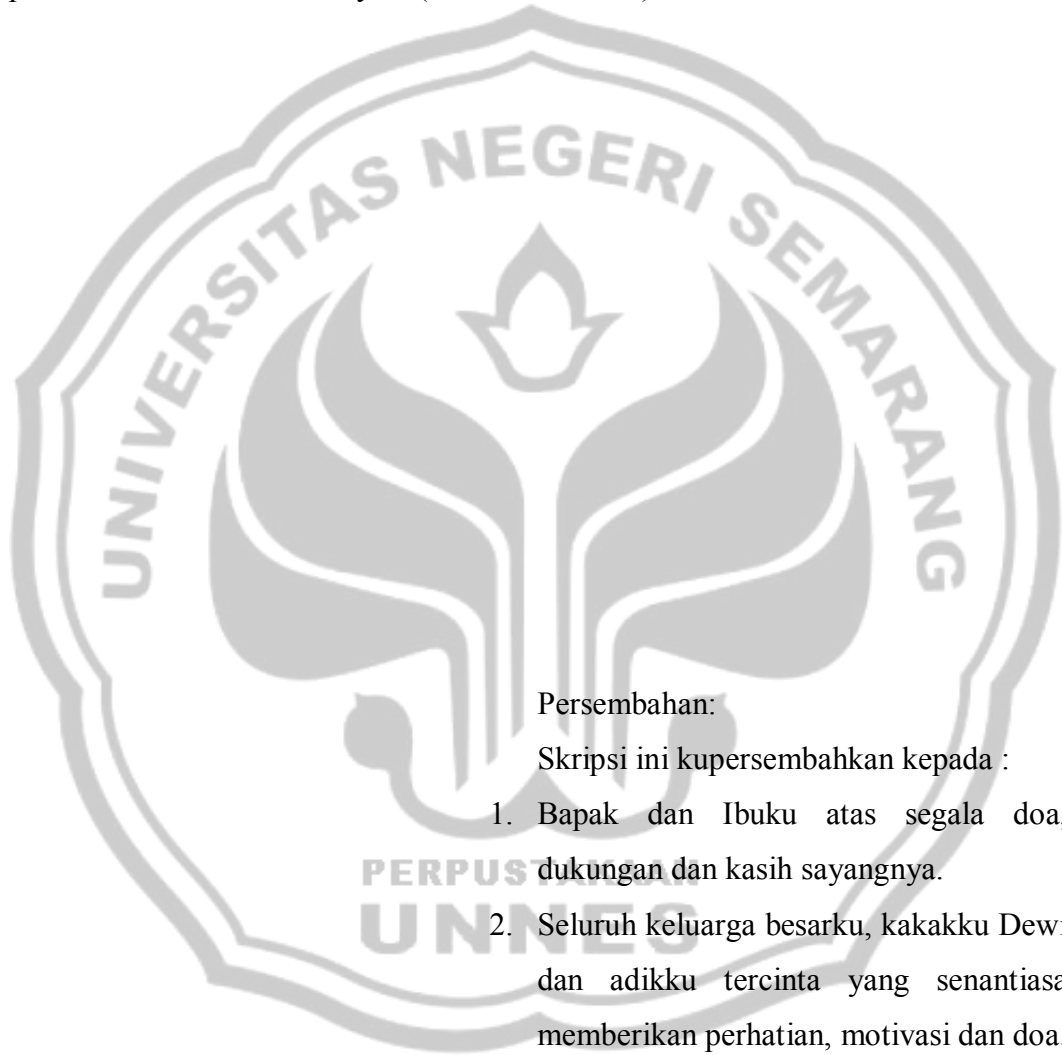 UNIVERSITAS NEGERI SEMARANG
Persembahan:
Skripsi ini kupersembahkan kepada :
1. Bapak dan Ibuku atas segala doa,
dukungan dan kasih sayangnya.
2. Seluruh keluarga besarku, kakakku Dewi
dan adikku tercinta yang senantiasa
memberikan perhatian, motivasi dan doa
PERPUSTAKAAN
UNNES